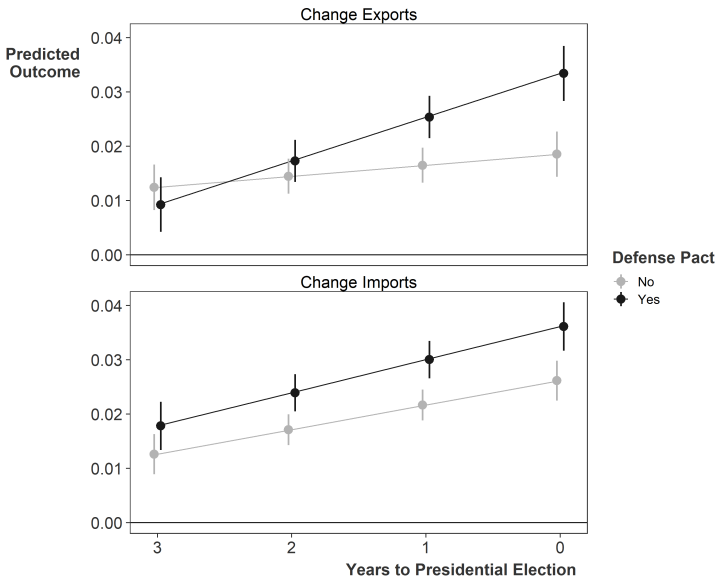 Change Exports
Predicted
Outcome
0.04
0.03
0.02
0.01
0.00
Change Imports
0.04
0.03
0.02
0.01
0.00
3 2 1 0
Years to Presidential Election
Defense Pact
No
Yes